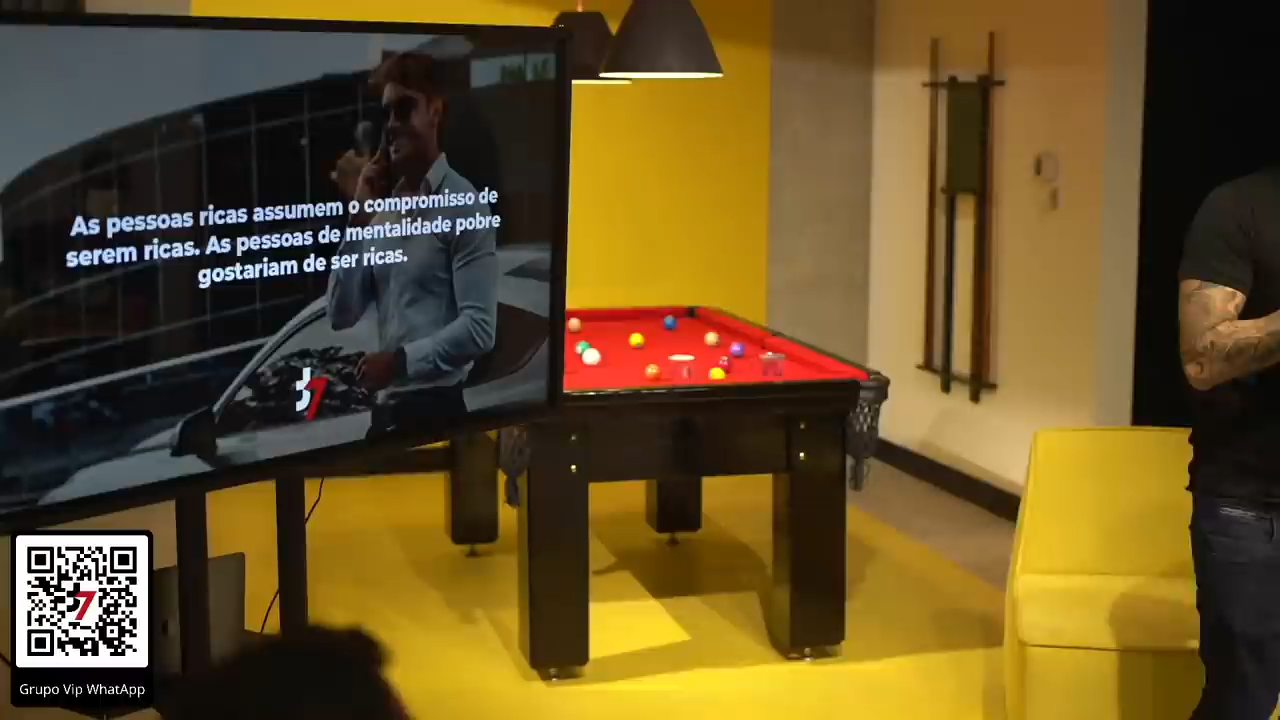 As pessoas ricas assumem o compromisso de
serem ricas. As pessoas de mentalidade pobre
gostariam de ser ricas.
Grupo Vip WhatApp